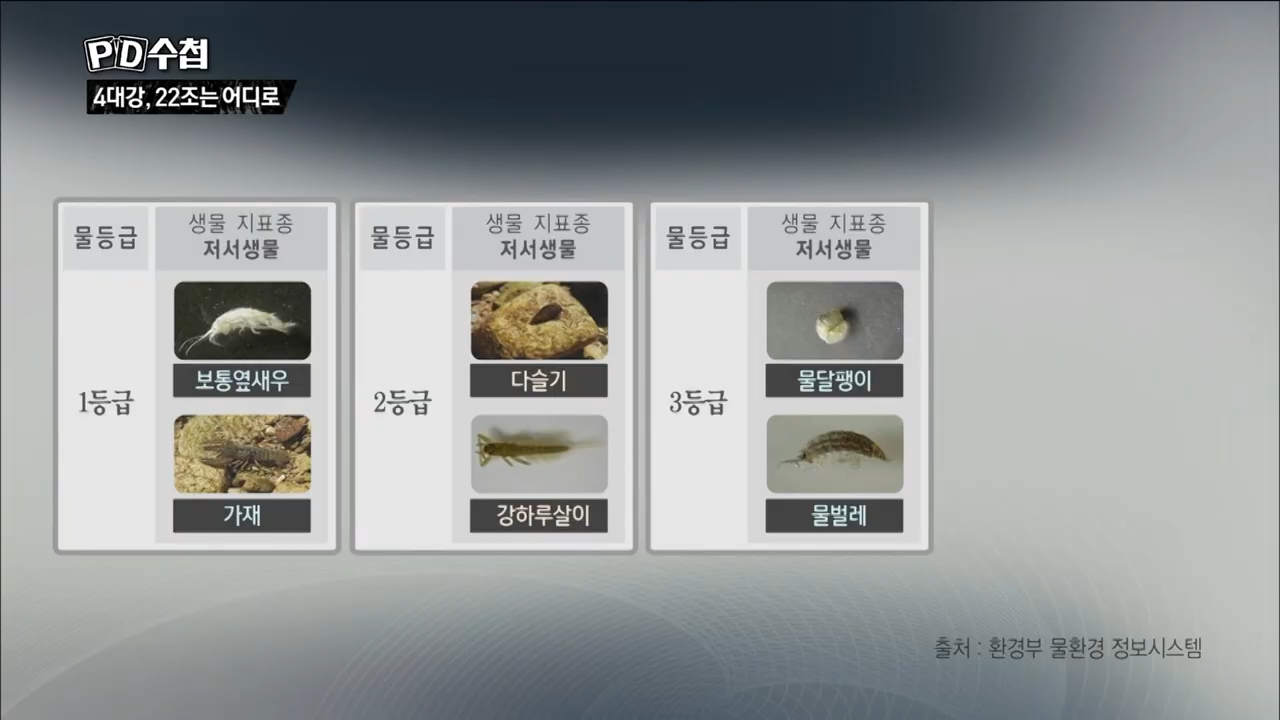 PD수첩
4대강, 22조는 어디로
물등급
생물 지표종
저서생물
1등급
보통옆새우
가재
물등급
생물 지표종
저서생물
2등급
다슬기
강하루살이
물등급
생물 지표종
저서생물
3등급
물달팽이
물벌레
출처 : 환경부 물환경 정보시스템